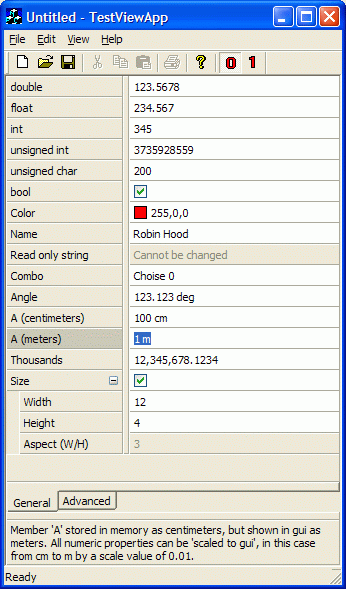 Untitled - TestViewApp
File Edit View Help
0 1
double 123.5678
float 234.567
int 345
unsigned int 3735928559
unsigned char 200
bool
Color 255,0,0
Name Robin Hood
Read only string Cannot be changed
Combo Choise 0
Angle 123.123 deg
A (centimeters) 100 cm
A (meters) 1 m
Thousands 12,345,678.1234
Size
Width 12
Height 4
Aspect (W/H) 3
General Advanced
Member 'A' stored in memory as centimeters, but shown in gui as
meters. All numeric properties can be 'scaled to gui', in this case
from cm to m by a scale value of 0.01.
Ready